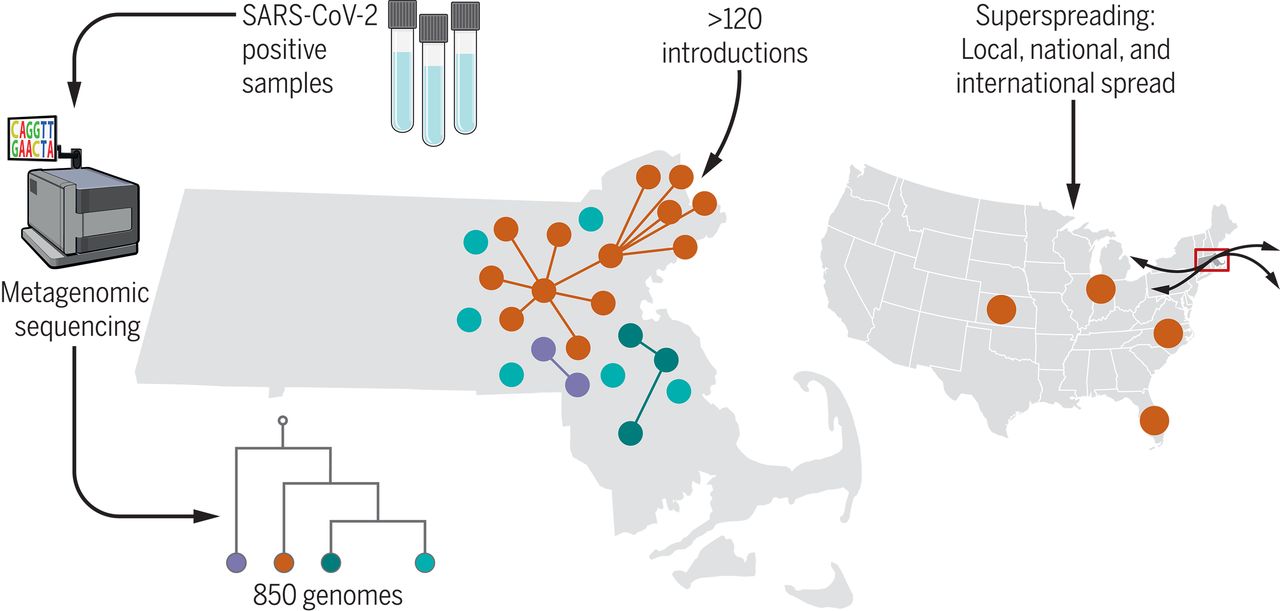 SARS-CoV-2
positive
samples
CAGGTT
GAACTA
Metagenomic
sequencing
850 genomes
>120
introductions
Superspreading:
Local, national, and
international spread